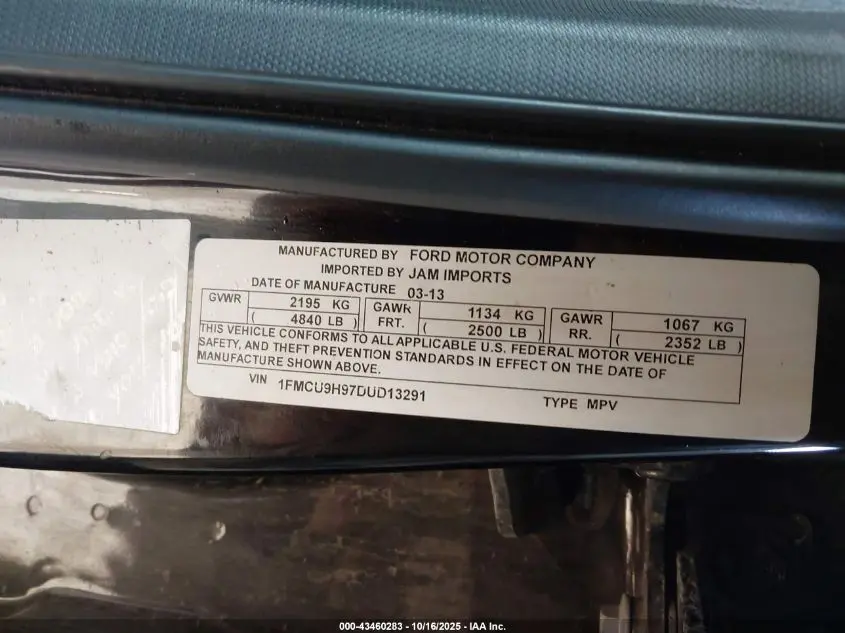 MANUFACTURED BY FORD MOTOR COMPANY
IMPORTED BY JAM IMPORTS
DATE OF MANUFACTURE 03-13
GVWR 2195 KG GAWR 1134 KG GAWR 1067 KG
( 4840 LB ) FRT. ( 2500 LB ) RR. ( 2352 LB )
THIS VEHICLE CONFORMS TO ALL APPLICABLE U.S. FEDERAL MOTOR VEHICLE
SAFETY, AND THEFT PREVENTION STANDARDS IN EFFECT ON THE DATE OF
MANUFACTURE SHOWN ABOVE.
VIN 1FMCU9H97DUD13291 TYPE MPV
000-43460283 - 10/16/2025 - IAA Inc.